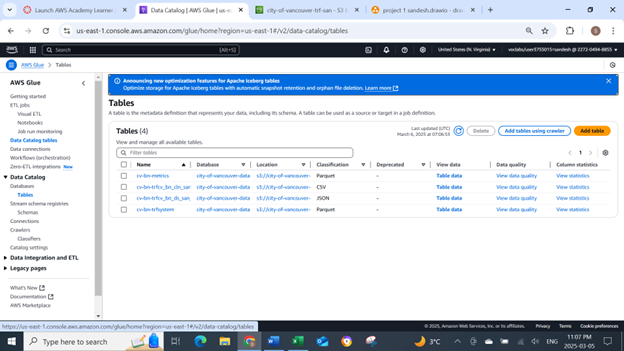 Launch AWS Academy Learner
Data Catalog Tables - AWS Glue | us-e
city-of-vancouver-trf-san - S3 b
project 1 sandesh.drawio - draw
us-east-1.console.aws.amazon.com/glue/home?region=us-east-1#/v2/data-catalog/tables
aws
Search
[Alt+S]
United States (N. Virginia)
voclabs/user3755015=sandesh @ 2272-0494-8855
AWS Glue > Tables
AWS Glue
Getting started
ETL jobs
Visual ETL
Notebooks
Job run monitoring
Data Catalog tables
Data connections
Workflows (orchestration)
Zero-ETL integrations New
Data Catalog
Databases
Tables
Stream schema registries
Schemas
Connections
Crawlers
Classifiers
Catalog settings
Data Integration and ETL
Legacy pages
What's New
Documentation
AWS Marketplace
Announcing new optimization features for Apache Iceberg tables
Optimize storage for Apache Iceberg tables with automatic snapshot retention and orphan file deletion. Learn more
Tables
A table is the metadata definition that represents your data, including its schema. A table can be used as a source or target in a job definition.
Tables (4)
Last updated (UTC)
March 6, 2025 at 07:06:53
Delete
Add tables using crawler
Add table
View and manage all available tables.
Filter tables
1
Name Database Location Classification Deprecated View data Data quality Column statistics
cv-bn-metrics city-of-vancouver-data s3://city-of-vancouver- Parquet - Table data View data quality View statistics
cv-bn-trfcv_bn_cln_san city-of-vancouver-data s3://city-of-vancouver- CSV - Table data View data quality View statistics
cv-bn-trfcv_bn_ds_san_ city-of-vancouver-data s3://city-of-vancouver- JSON - Table data View data quality View statistics
cv-bn-trfsystem city-of-vancouver-data s3://city-of-vancouver- Parquet - Table data View data quality View statistics
https://us-east-1.console.aws.amazon.com/glue/home?region=us-east-1#/v2/data-catalog/tables
© 2025, Amazon Web Services, Inc. or its affiliates.
Privacy
Terms
Cookie preferences
Type here to search
3°C
ENG
11:07 PM
2025-03-05